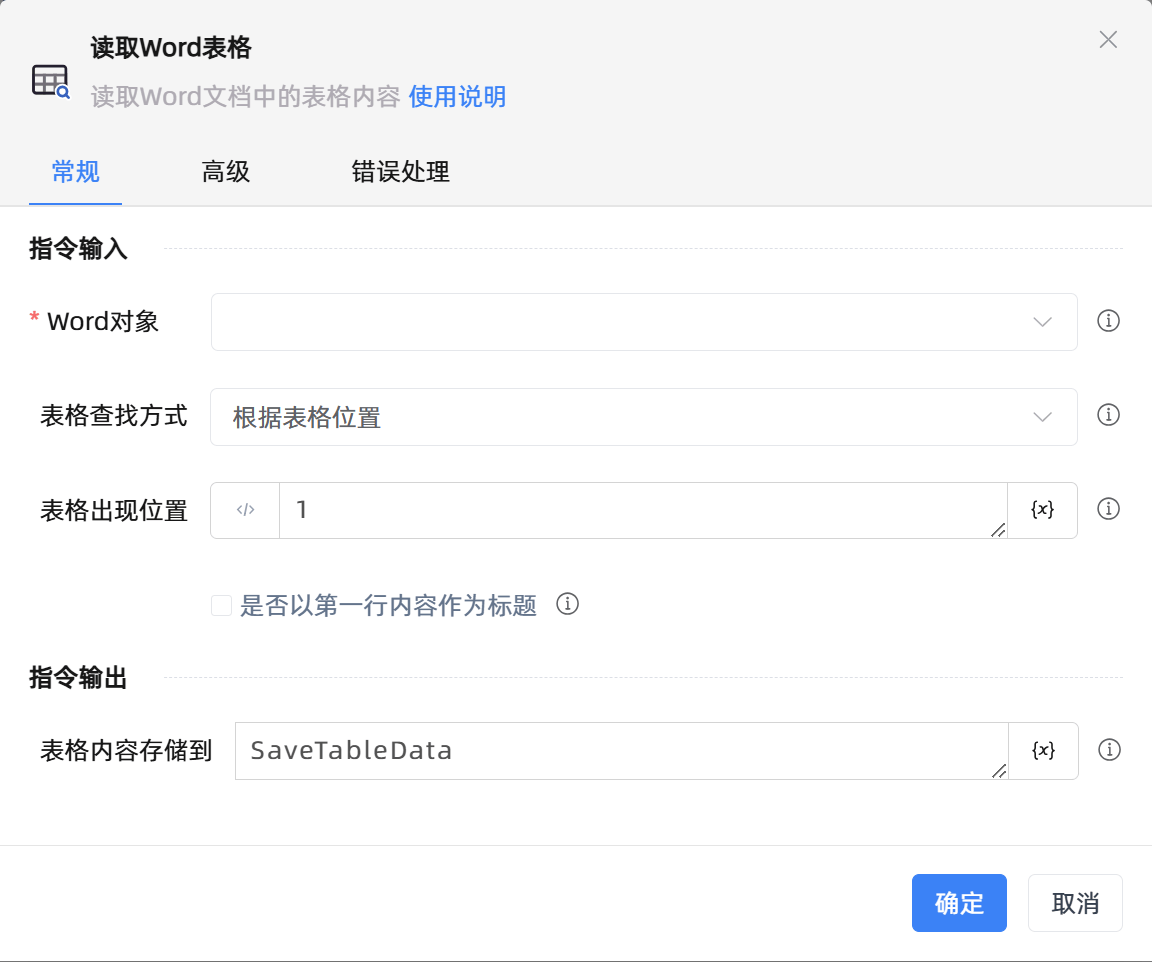 读取Word表格
读取Word文档中的表格内容 使用说明
常规 高级 错误处理
指令输入
* Word对象
表格查找方式 根据表格位置
表格出现位置 </> 1 {x}
是否以第一行内容作为标题
指令输出
表格内容存储到 SaveTableData {x}
确定 取消